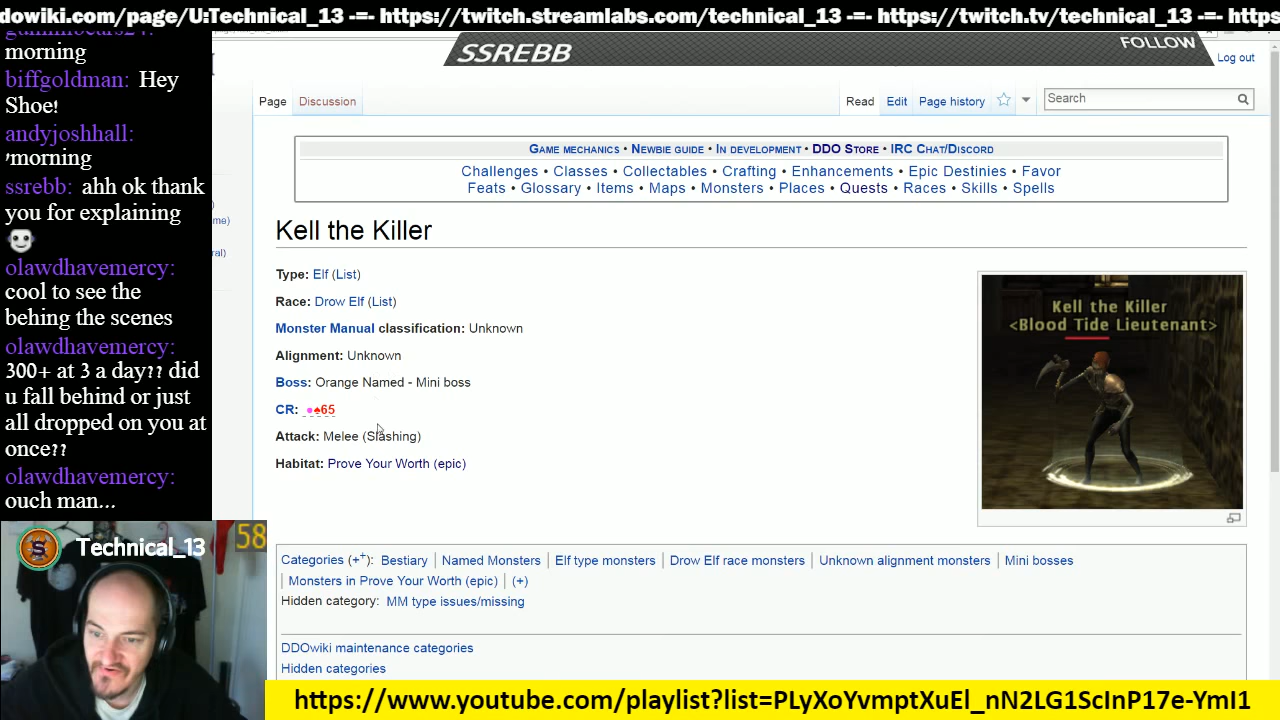 dowiki.com/page/U:Technical_13 -=- https://twitch.streamlabs.com/technical_13 -=- https://twitch.tv/technical_13 -=- https
morning
biffgoldman: Hey
Shoe!
andyjoshhall:
'morning
ssrebb: ahh ok thank
you for explaining
olawdhavemercy:
cool to see the
behing the scenes
olawdhavemercy:
300+ at 3 a day?? did
u fall behind or just
all dropped on you at
once??
olawdhavemercy:
ouch man...
Technical_13
58
SSREBB
FOLLOW
Log out
Page
Discussion
Read
Edit
Page history
Search
me)
ral)
GAME MECHANICS • NEWBIE GUIDE • IN DEVELOPMENT • DDO STORE • IRC CHAT/DISCORD
Challenges • Classes • Collectables • Crafting • Enhancements • Epic Destinies • Favor
Feats • Glossary • Items • Maps • Monsters • Places • Quests • Races • Skills • Spells
Kell the Killer
Type: Elf (List)
Race: Drow Elf (List)
Monster Manual classification: Unknown
Alignment: Unknown
Boss: Orange Named - Mini boss
CR: ●♠65
Attack: Melee (Slashing)
Habitat: Prove Your Worth (epic)
Kell the Killer
<Blood Tide Lieutenant>
Categories (+⁺): Bestiary | Named Monsters | Elf type monsters | Drow Elf race monsters | Unknown alignment monsters | Mini bosses
| Monsters in Prove Your Worth (epic) | (+)
Hidden category: MM type issues/missing
DDOwiki maintenance categories
Hidden categories
https://www.youtube.com/playlist?list=PLyXoYvmptXuEl_nN2LG1ScInP17e-YmI1